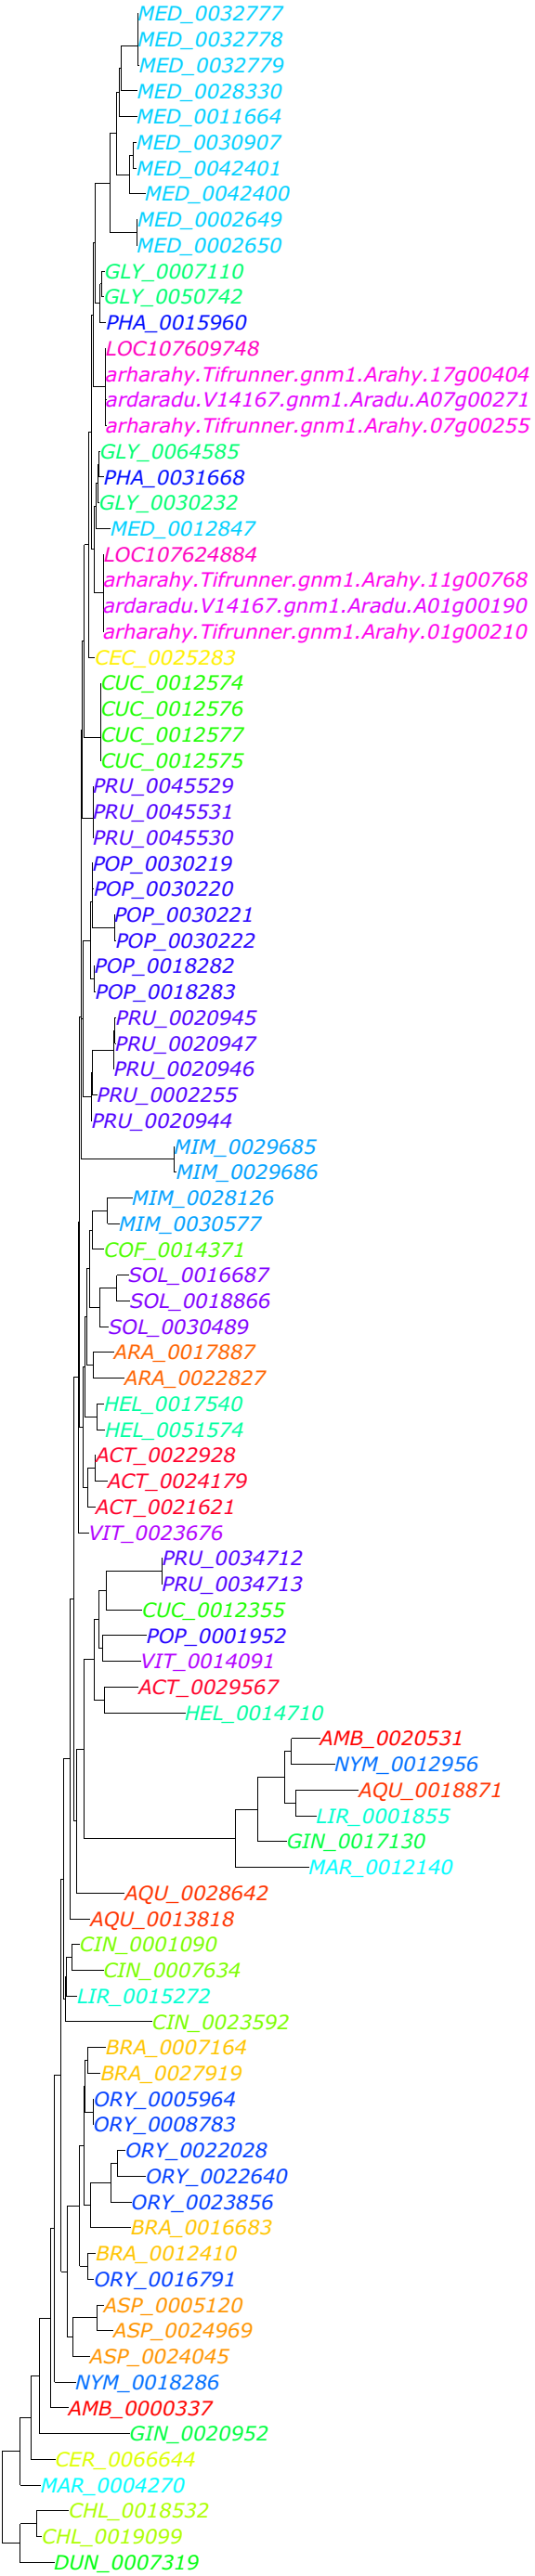 MED_0032777
MED_0032778
MED_0032779
MED_0028330
MED_0011664
MED_0030907
MED_0042401
MED_0042400
MED_0002649
MED_0002650
GLY_0007110
GLY_0050742
PHA_0015960
LOC107609748
arharahy.Tifrunner.gnm1.Arahy.17g00404
ardaradu.V14167.gnm1.Aradu.A07g00271
arharahy.Tifrunner.gnm1.Arahy.07g00255
GLY_0064585
PHA_0031668
GLY_0030232
MED_0012847
LOC107624884
arharahy.Tifrunner.gnm1.Arahy.11g00768
ardaradu.V14167.gnm1.Aradu.A01g00190
arharahy.Tifrunner.gnm1.Arahy.01g00210
CEC_0025283
CUC_0012574
CUC_0012576
CUC_0012577
CUC_0012575
PRU_0045529
PRU_0045531
PRU_0045530
POP_0030219
POP_0030220
POP_0030221
POP_0030222
POP_0018282
POP_0018283
PRU_0020945
PRU_0020947
PRU_0020946
PRU_0002255
PRU_0020944
MIM_0029685
MIM_0029686
MIM_0028126
MIM_0030577
COF_0014371
SOL_0016687
SOL_0018866
SOL_0030489
ARA_0017887
ARA_0022827
HEL_0017540
HEL_0051574
ACT_0022928
ACT_0024179
ACT_0021621
VIT_0023676
PRU_0034712
PRU_0034713
CUC_0012355
POP_0001952
VIT_0014091
ACT_0029567
HEL_0014710
AMB_0020531
NYM_0012956
AQU_0018871
LIR_0001855
GIN_0017130
MAR_0012140
AQU_0028642
AQU_0013818
CIN_0001090
CIN_0007634
LIR_0015272
CIN_0023592
BRA_0007164
BRA_0027919
ORY_0005964
ORY_0008783
ORY_0022028
ORY_0022640
ORY_0023856
BRA_0016683
BRA_0012410
ORY_0016791
ASP_0005120
ASP_0024969
ASP_0024045
NYM_0018286
AMB_0000337
GIN_0020952
CER_0066644
MAR_0004270
CHL_0018532
CHL_0019099
DUN_0007319